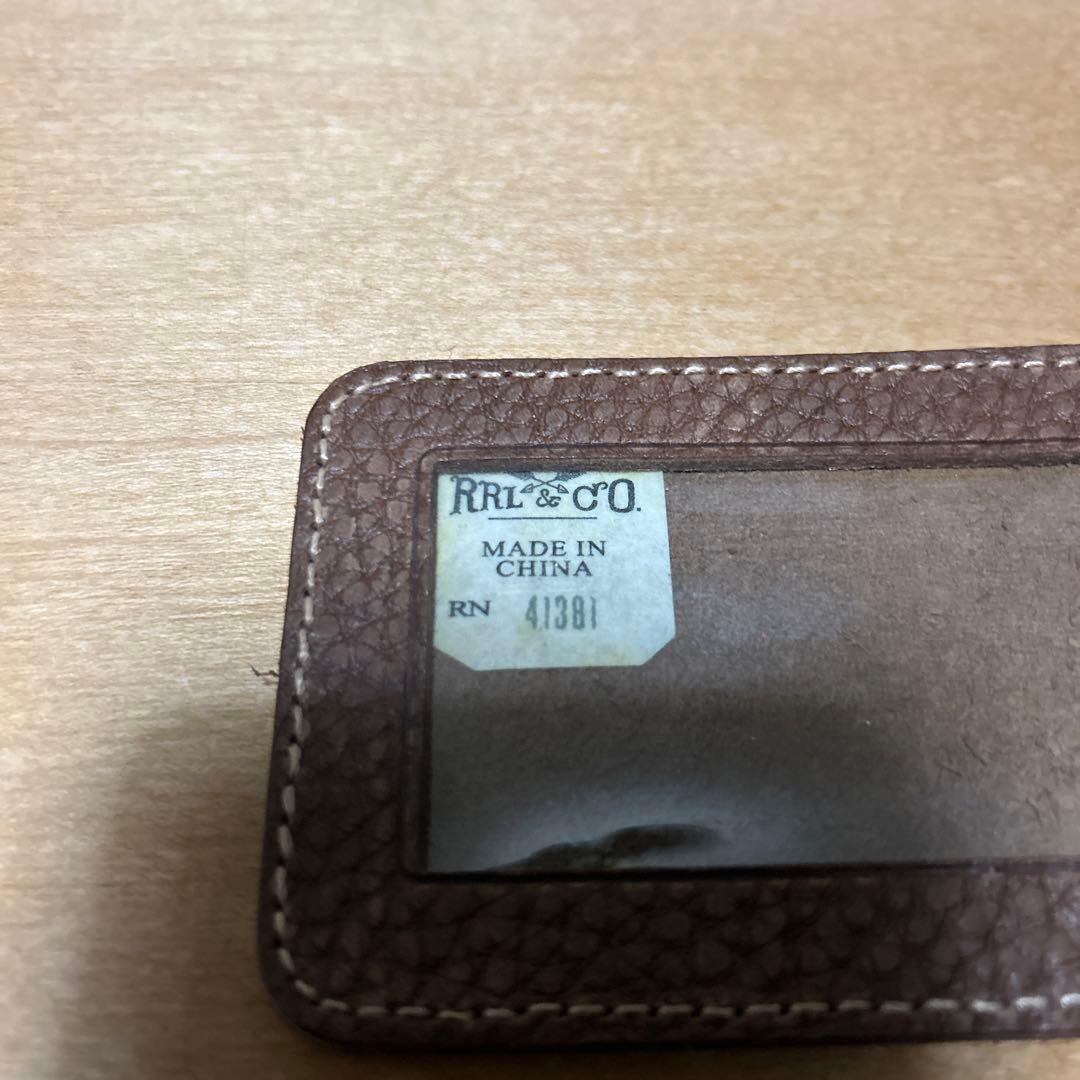 RRL & CO.
MADE IN
CHINA
RN 41381